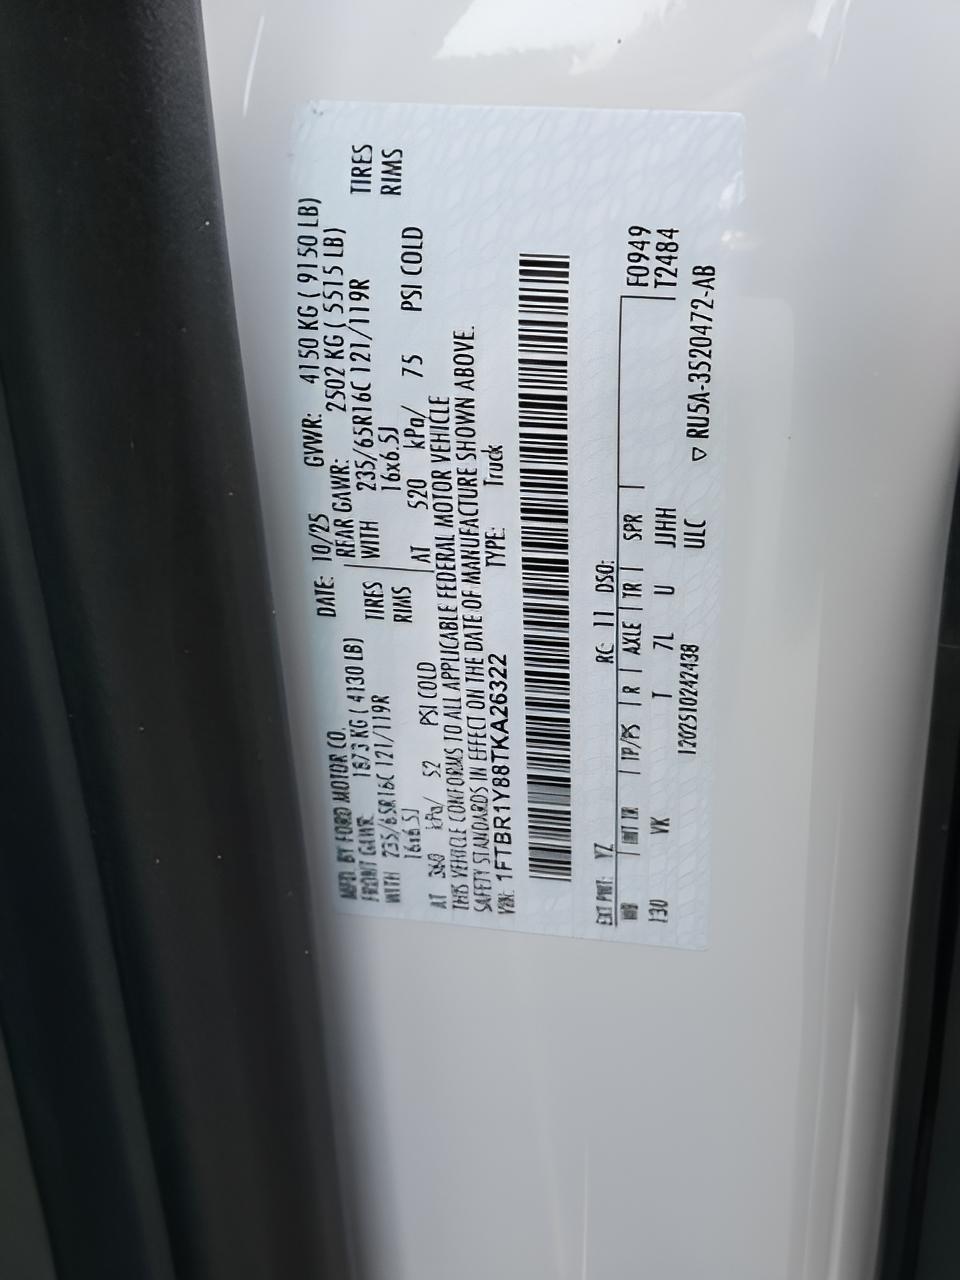 MFD. BY FORD MOTOR CO. DATE: 10/25 GVWR: 4150 KG ( 9150 LB)
FRONT GAWR: 1873 KG ( 4130 LB) REAR GAWR: 2502 KG ( 5515 LB)
WITH 235/65R16C 121/119R TIRES WITH 235/65R16C 121/119R TIRES
16x6.5J RIMS 16x6.5J RIMS
AT 360 kPa/ 52 PSI COLD AT 520 kPa/ 75 PSI COLD
THIS VEHICLE CONFORMS TO ALL APPLICABLE FEDERAL MOTOR VEHICLE
SAFETY STANDARDS IN EFFECT ON THE DATE OF MANUFACTURE SHOWN ABOVE.
VIN: 1FTBR1Y88TKA26322 TYPE: Truck
EXT PNT: YZ RC: 11 DSO:
WB INT TR TP/PS R AXLE TR SPR F0949
130 VK T 7L U JJHH T2484
1202510242438 ULC ▽ RU5A-3520472-AB